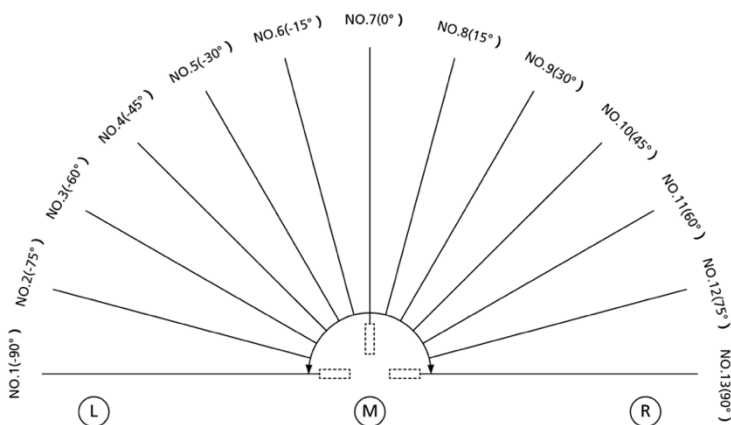 NO.1(-90°)
NO.2(-75°)
NO.3(-60°)
NO.4(-45°)
NO.5(-30°)
NO.6(-15°)
NO.7(0°)
NO.8(15°)
NO.9(30°)
NO.10(45°)
NO.11(60°)
NO.12(75°)
NO.13(90°)
L
M
R